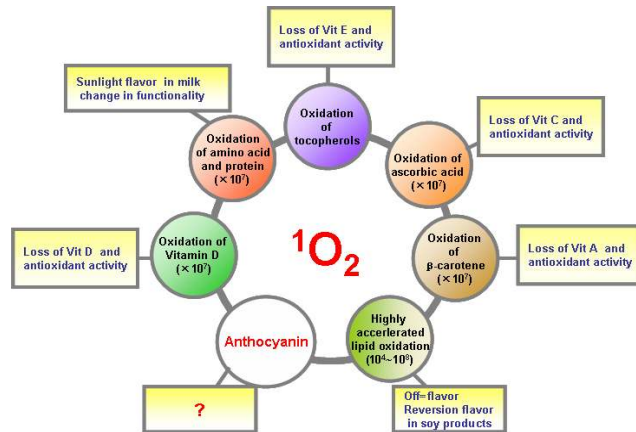 Loss of Vit E and
antioxidant activity
Sunlight flavor in milk
change in functionality
Oxidation
of
tocopherols
Loss of Vit C and
antioxidant activity
Oxidation
of amino acid
and protein
(×10⁷)
Oxidation of
ascorbic acid
(×10⁷)
Loss of Vit D and
antioxidant activity
Oxidation of
Vitamin D
(×10⁷)
¹O₂
Oxidation
of
β-carotene
(×10⁷)
Loss of Vit A and
antioxidant activity
Anthocyanin
Highly
accerlerated
lipid oxidation
(10⁴~10⁸)
?
Off=flavor
Reversion flavor
in soy products